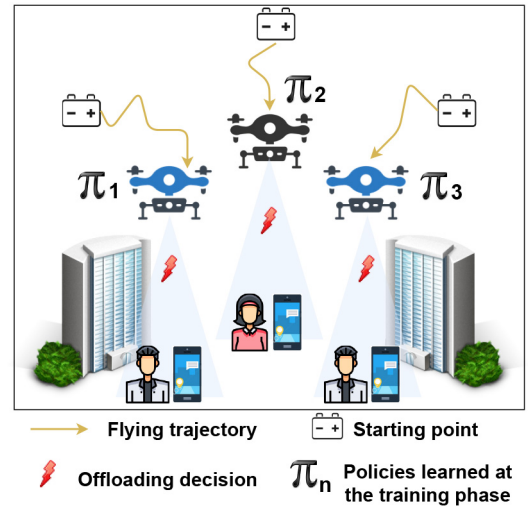 π2
π1
π3
Flying trajectory
Starting point
Offloading decision
πn
Policies learned at
the training phase